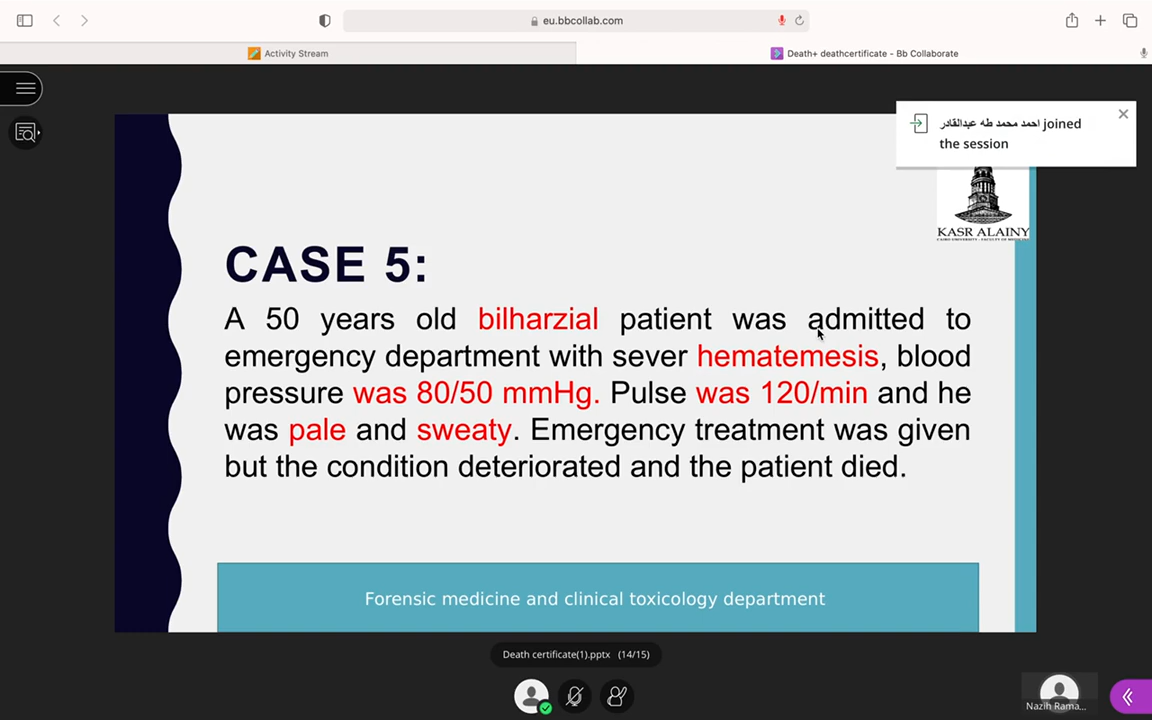 eu.bbcollab.com
Activity Stream
Death+ deathcertificate - Bb Collaborate
احمد محمد طه عبدالقادر joined
the session
KASR ALAINY
CASE 5:
A 50 years old bilharzial patient was admitted to
emergency department with sever hematemesis, blood
pressure was 80/50 mmHg. Pulse was 120/min and he
was pale and sweaty. Emergency treatment was given
but the condition deteriorated and the patient died.
Forensic medicine and clinical toxicology department
Death certificate(1).pptx (14/15)
Nazih Rama...